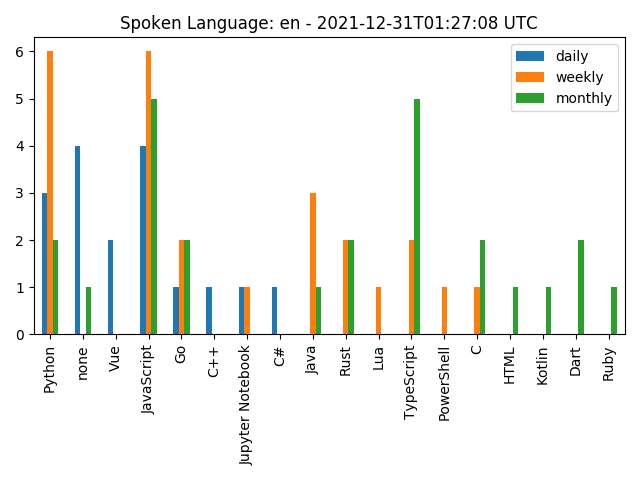 Spoken Language: en - 2021-12-31T01:27:08 UTC
daily
weekly
monthly
6
5
4
3
2
1
0
Python
none
Vue
JavaScript
Go
C++
Jupyter Notebook
C#
Java
Rust
Lua
TypeScript
PowerShell
C
HTML
Kotlin
Dart
Ruby